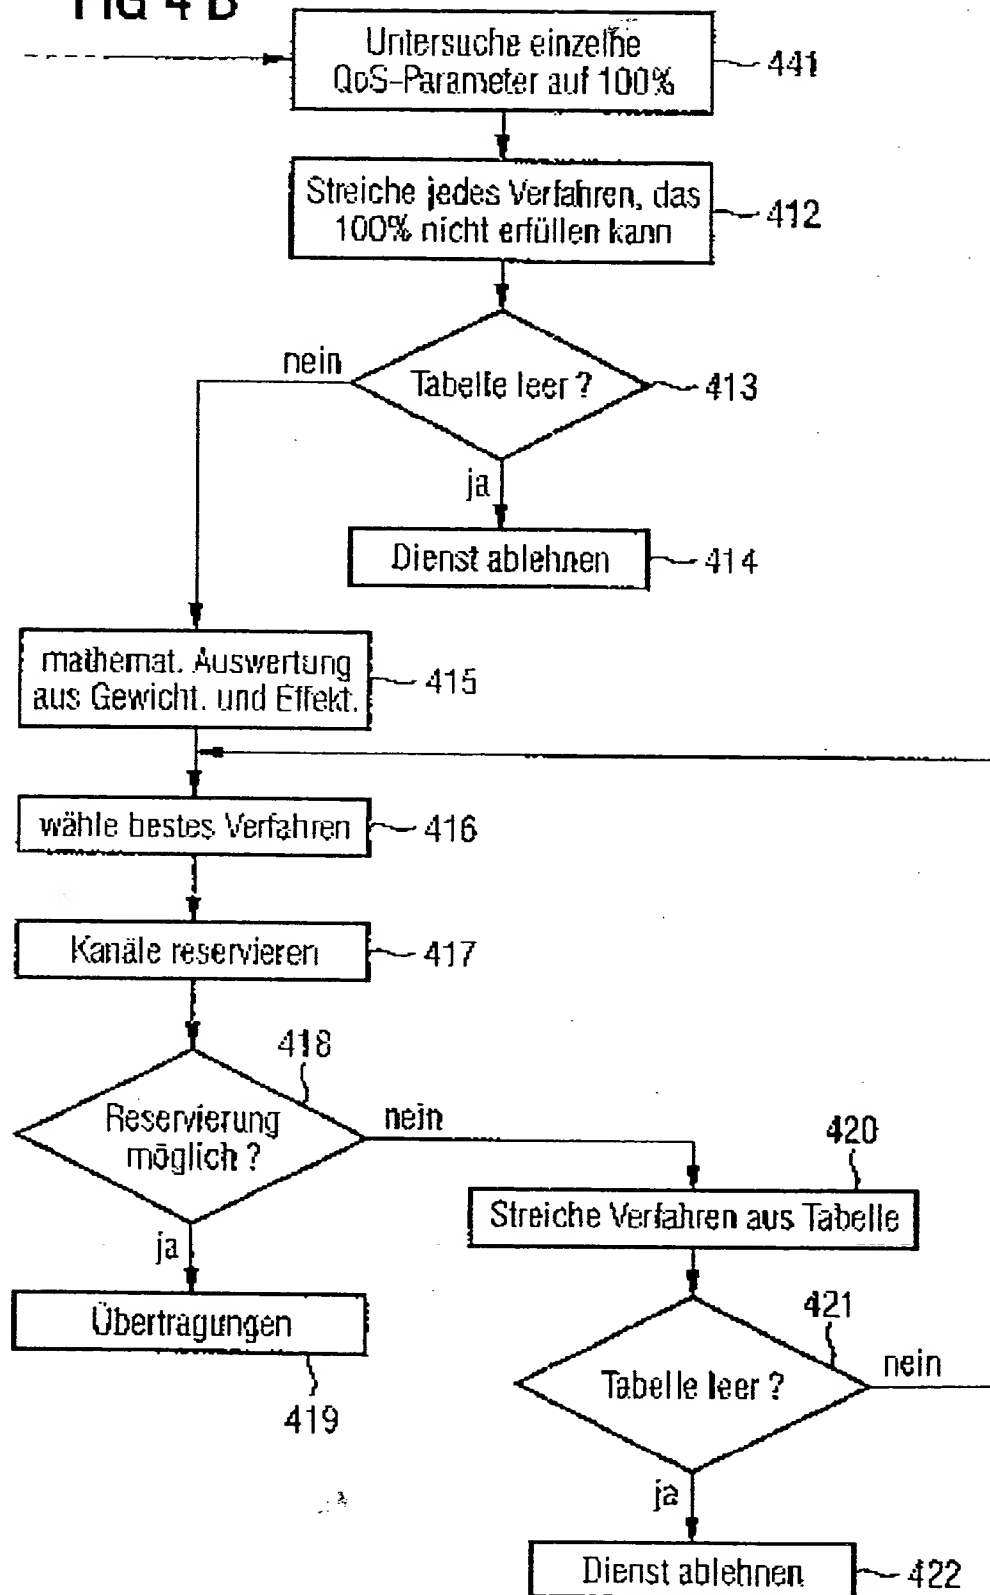 FIG 4 B
Untersuche einzelne
QoS-Parameter auf 100%
441
Streiche jedes Verfahren, das
100% nicht erfüllen kann
412
nein
Tabelle leer ?
413
ja
Dienst ablehnen
414
mathemat. Auswertung
aus Gewicht. und Effekt.
415
wähle bestes Verfahren
416
Kanäle reservieren
417
418
Reservierung
möglich ?
nein
420
Streiche Verfahren aus Tabelle
ja
Übertragungen
419
421
Tabelle leer ?
nein
ja
Dienst ablehnen
422